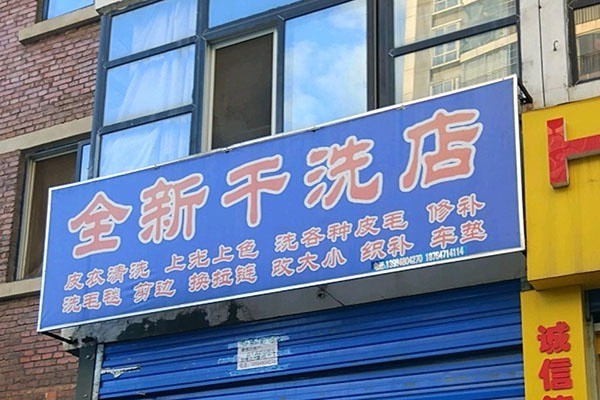 全新干洗店
皮衣清洗 上光上色 洗各种皮毛 修补
洗毛毯 剪边 换拉链 改大小 织补 车垫
诚信